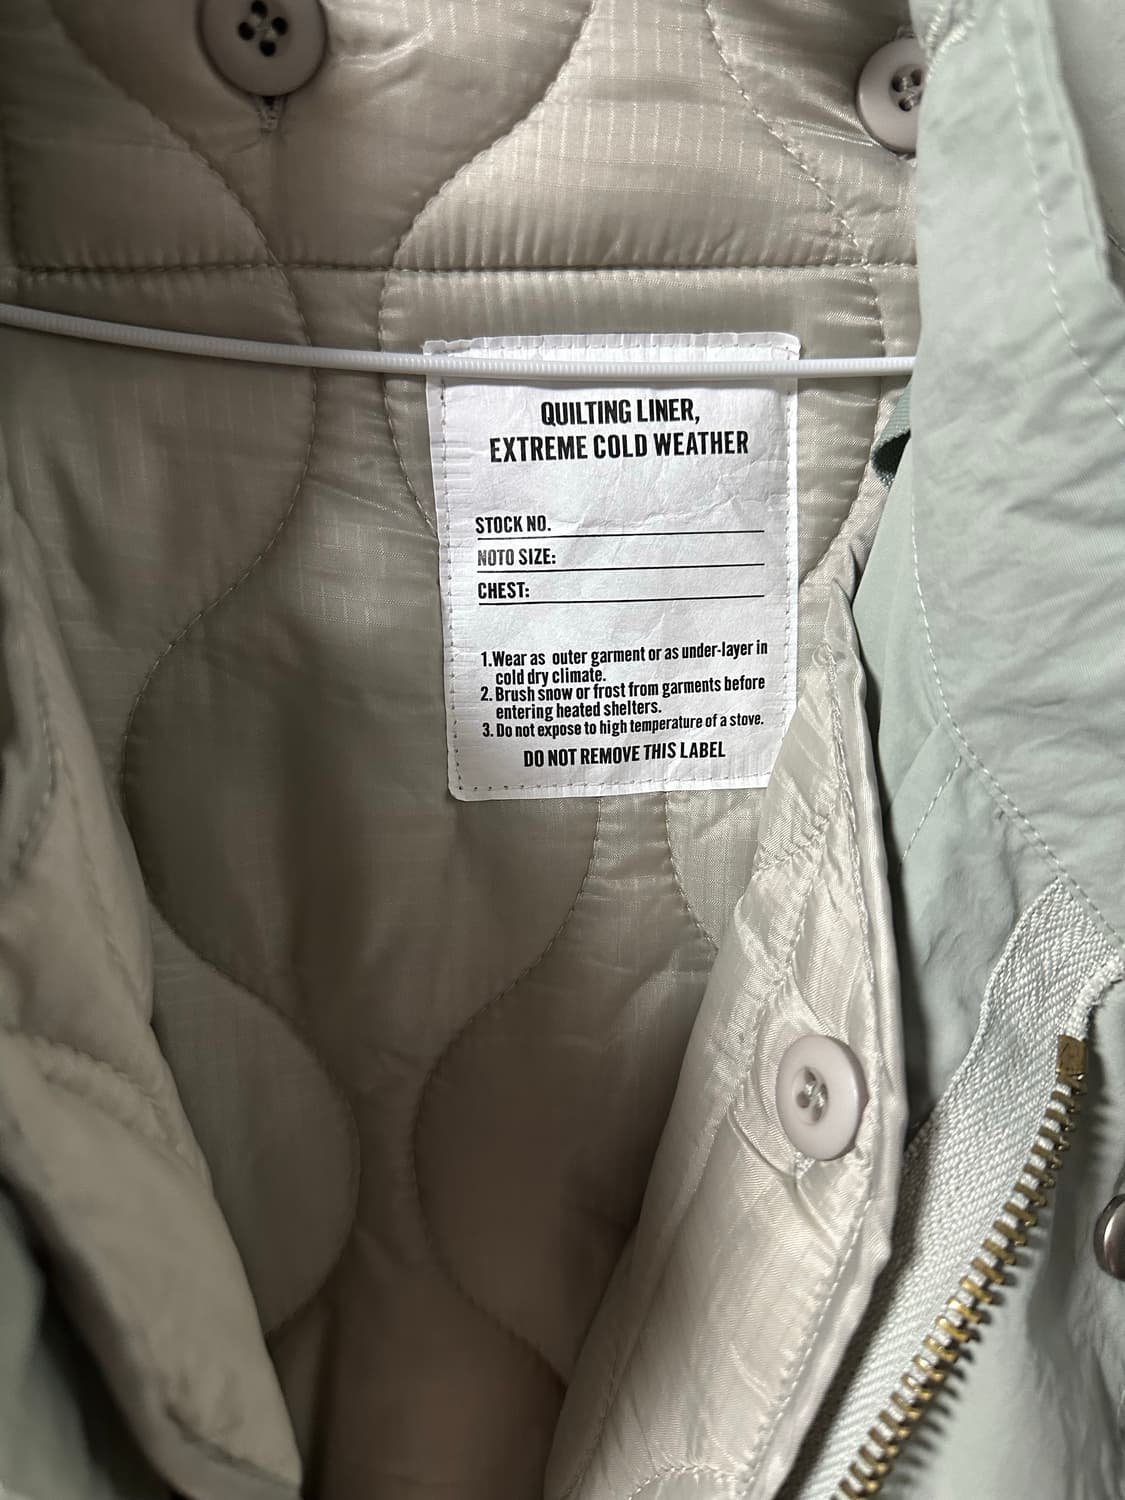 QUILTING LINER,
EXTREME COLD WEATHER
STOCK NO.
NOTO SIZE:
CHEST:
1.Wear as outer garment or as under-layer in
cold dry climate.
2. Brush snow or frost from garments before
entering heated shelters.
3. Do not expose to high temperature of a stove.
DO NOT REMOVE THIS LABEL